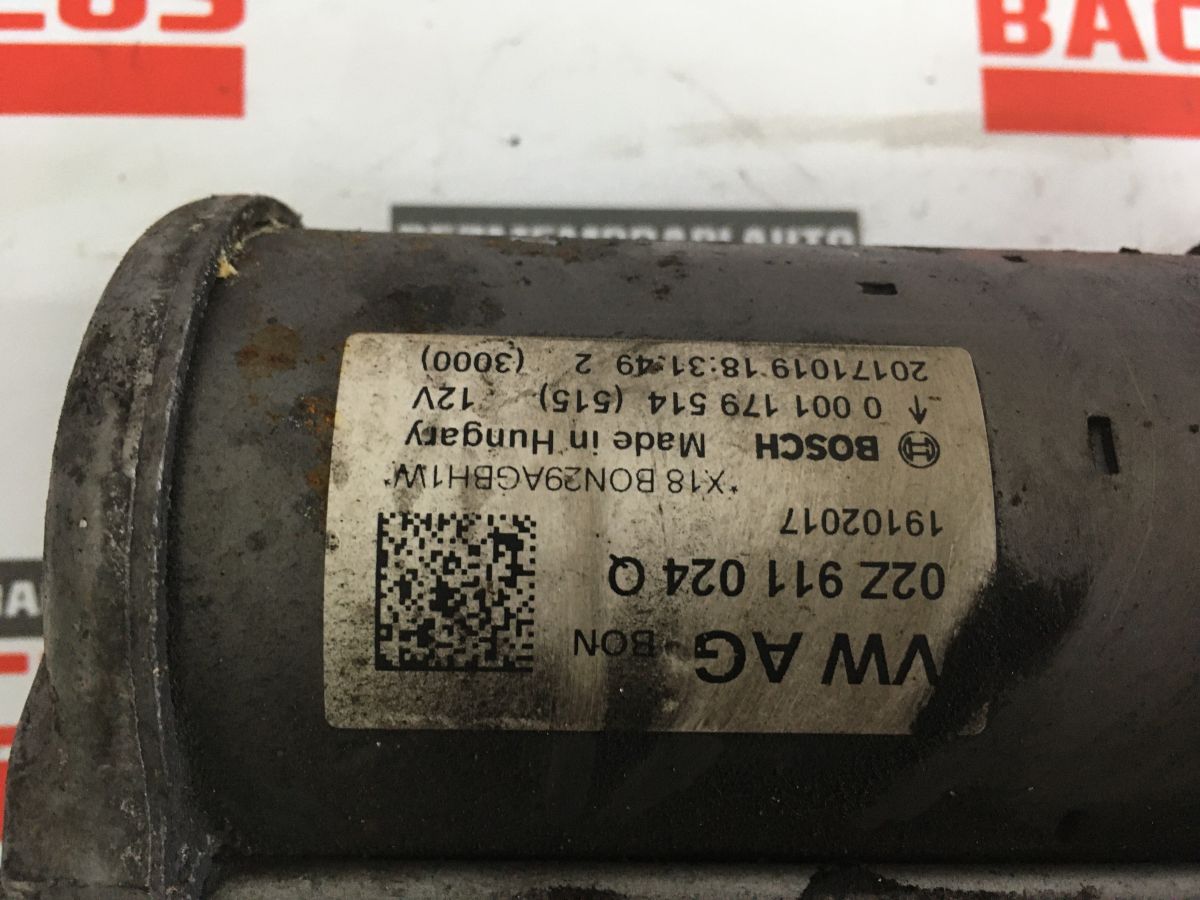 BAC
VW AG BON
02Z 911 024 Q
19102017
*X18 BON29AGBH1W*
BOSCH Made in Hungary
0 001 179 514 (515) 12V
20171019 18:31:49 2 (3000)